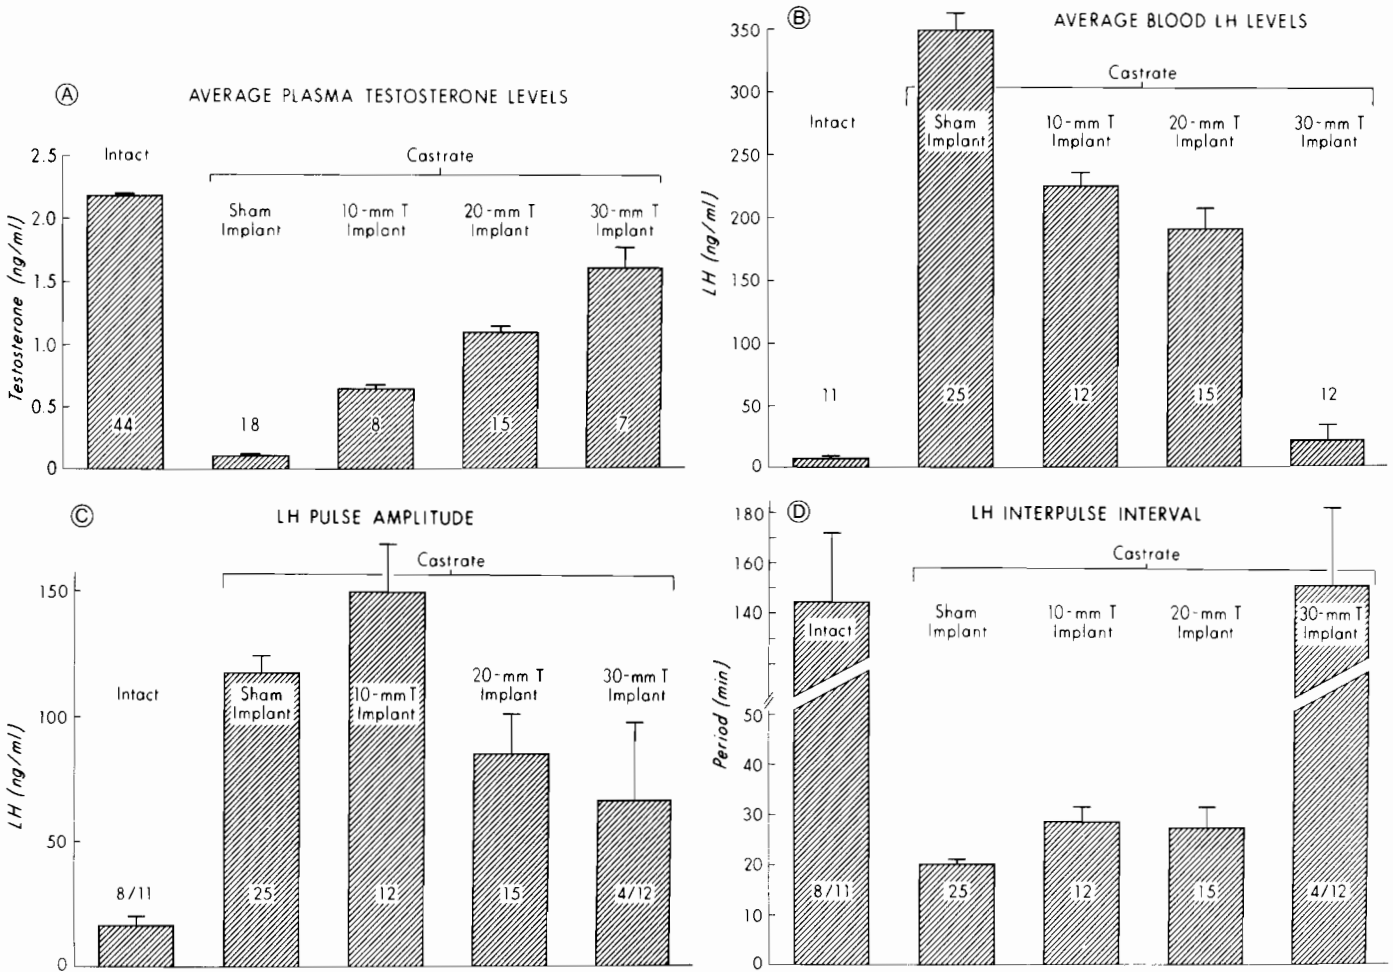 A
AVERAGE PLASMA TESTOSTERONE LEVELS
Testosterone (ng/ml)
2.5
2.0
1.5
1.0
0.5
0
Intact
Castrate
Sham
Implant
10-mm T
Implant
20-mm T
Implant
30-mm T
Implant
44
18
8
15
7
B
AVERAGE BLOOD LH LEVELS
LH (ng/ml)
350
300
250
200
150
100
50
0
Castrate
Intact
Sham
Implant
10-mm T
Implant
20-mm T
Implant
30-mm T
Implant
11
25
12
15
12
C
LH PULSE AMPLITUDE
LH (ng/ml)
150
100
50
0
Castrate
Intact
Sham
Implant
10-mm T
Implant
20-mm T
Implant
30-mm T
Implant
8/11
25
12
15
4/12
D
LH INTERPULSE INTERVAL
Period (min)
180
160
140
50
40
30
20
10
0
Castrate
Intact
Sham
Implant
10-mm T
Implant
20-mm T
Implant
30-mm T
Implant
8/11
25
12
15
4/12